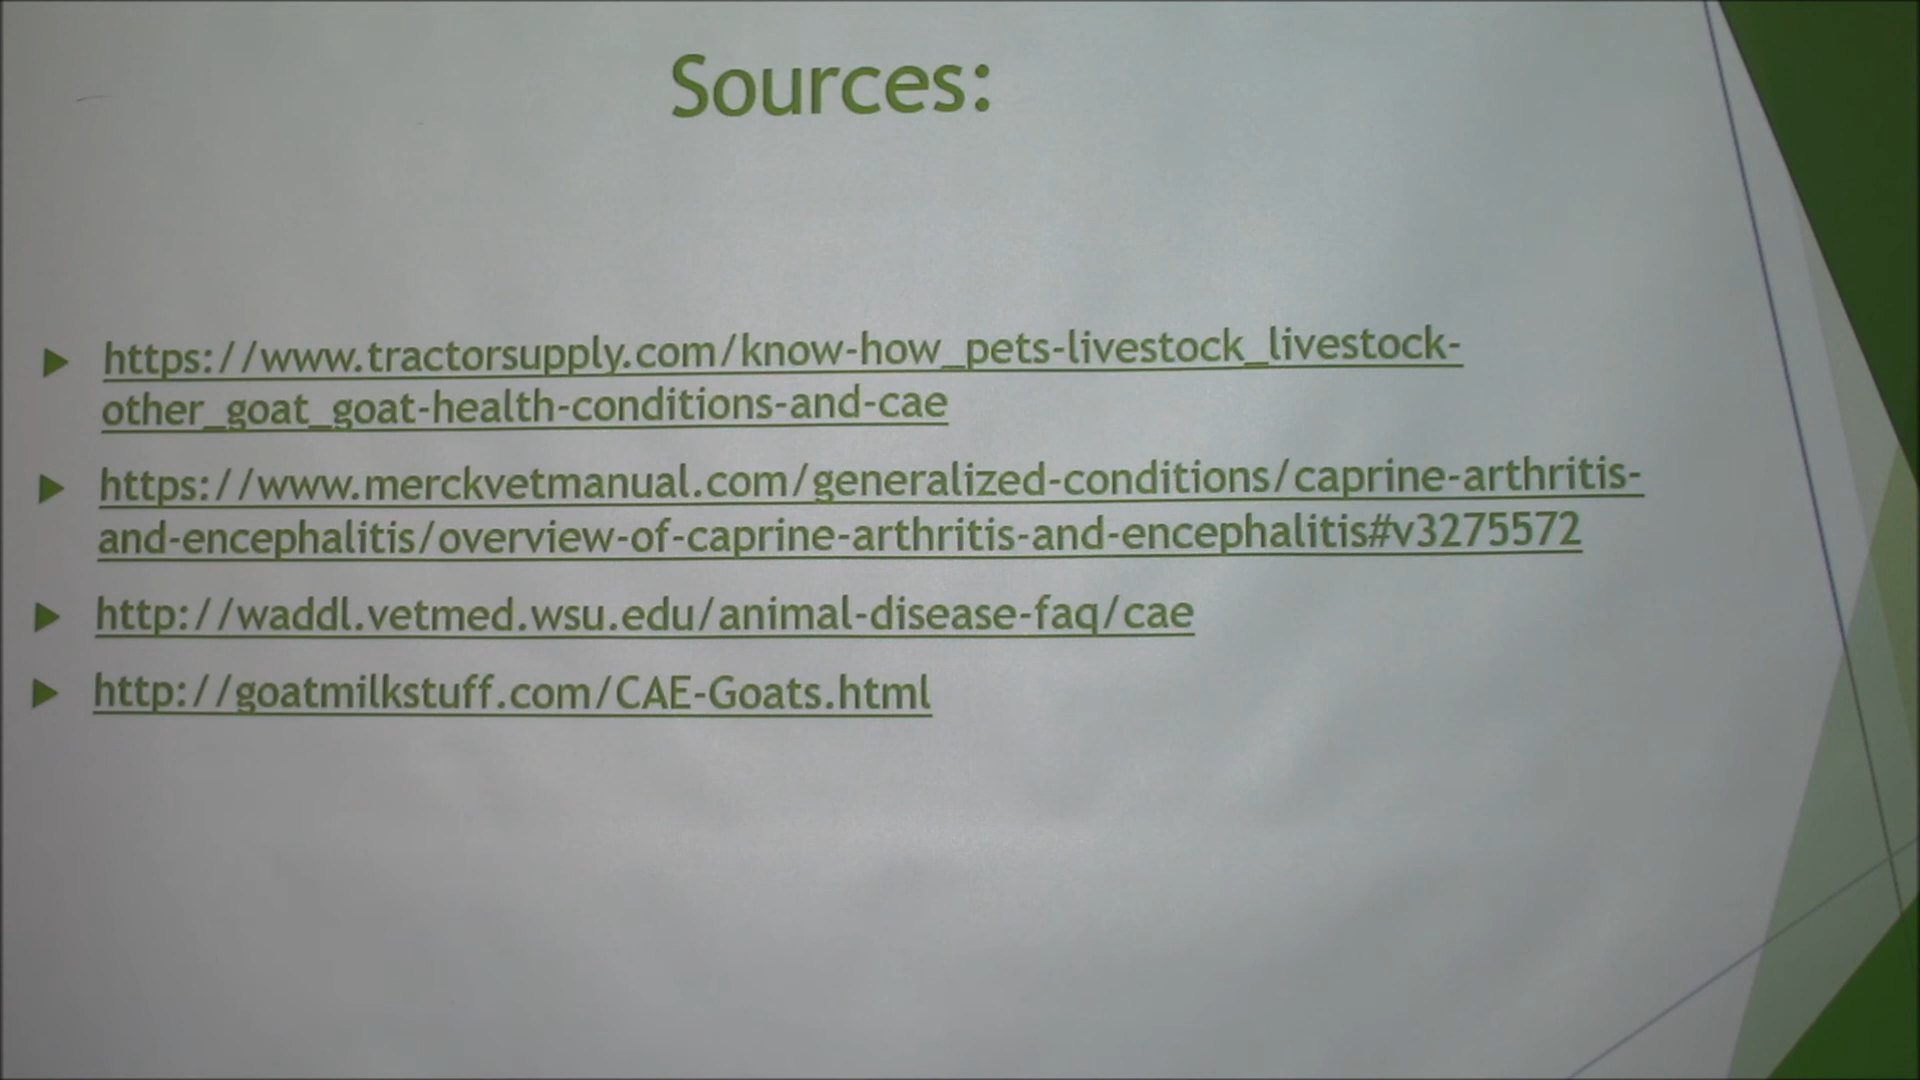 Sources:
https://www.tractorsupply.com/know-how_pets-livestock_livestock-
other_goat_goat-health-conditions-and-cae
https://www.merckvetmanual.com/generalized-conditions/caprine-arthritis-
and-encephalitis/overview-of-caprine-arthritis-and-encephalitis#v3275572
http://waddl.vetmed.wsu.edu/animal-disease-faq/cae
http://goatmilkstuff.com/CAE-Goats.html